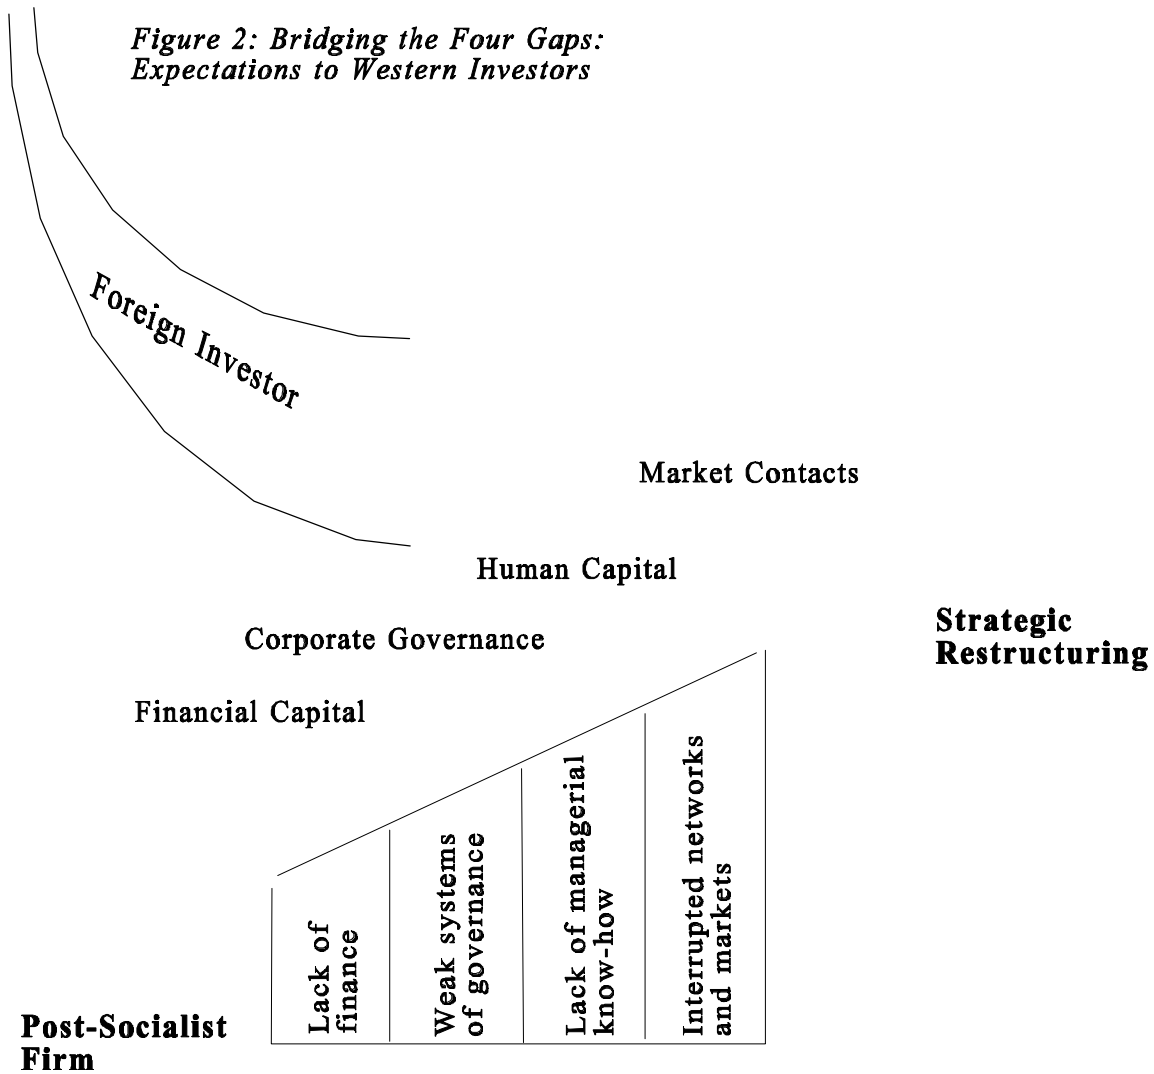 Figure 2: Bridging the Four Gaps:
Expectations to Western Investors
Foreign Investor
Market Contacts
Human Capital
Corporate Governance
Financial Capital
Strategic
Restructuring
Lack of
finance
Weak systems
of governance
Lack of managerial
know-how
Interrupted networks
and markets
Post-Socialist
Firm